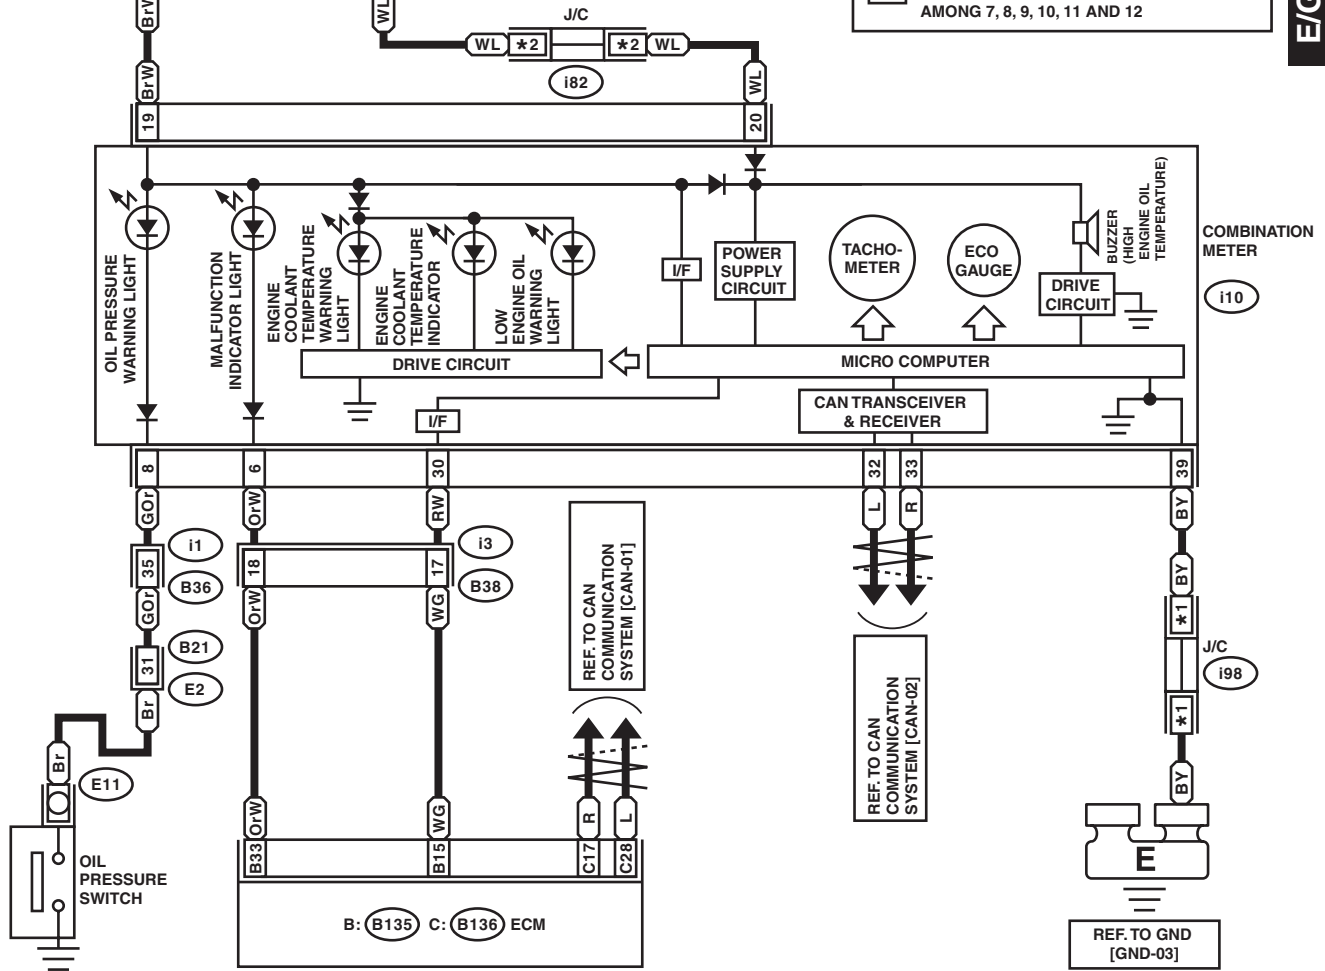 BrW
WL
J/C
WL
*2
*2
WL
i82
BrW
WL
AMONG 7, 8, 9, 10, 11 AND 12
E/G
19
20
OIL PRESSURE
WARNING LIGHT
MALFUNCTION
INDICATOR LIGHT
ENGINE
COOLANT
TEMPERATURE
WARNING
LIGHT
ENGINE
COOLANT
TEMPERATURE
INDICATOR
LOW
ENGINE OIL
WARNING
LIGHT
I/F
POWER
SUPPLY
CIRCUIT
TACHO-
METER
ECO
GAUGE
BUZZER
(HIGH
ENGINE OIL
TEMPERATURE)
DRIVE
CIRCUIT
COMBINATION
METER
i10
DRIVE CIRCUIT
MICRO COMPUTER
I/F
CAN TRANSCEIVER
& RECEIVER
8
6
30
32
33
39
GOr
OrW
RW
L
R
BY
i1
35
B36
GOr
18
17
i3
B38
OrW
WG
B21
31
E2
Br
Br
E11
OIL
PRESSURE
SWITCH
REF. TO CAN
COMMUNICATION
SYSTEM [CAN-01]
REF. TO CAN
COMMUNICATION
SYSTEM [CAN-02]
BY
*1
J/C
i98
*1
BY
E
REF. TO GND
[GND-03]
OrW
WG
R
L
B33
B15
C17
C28
B: B135 C: B136 ECM